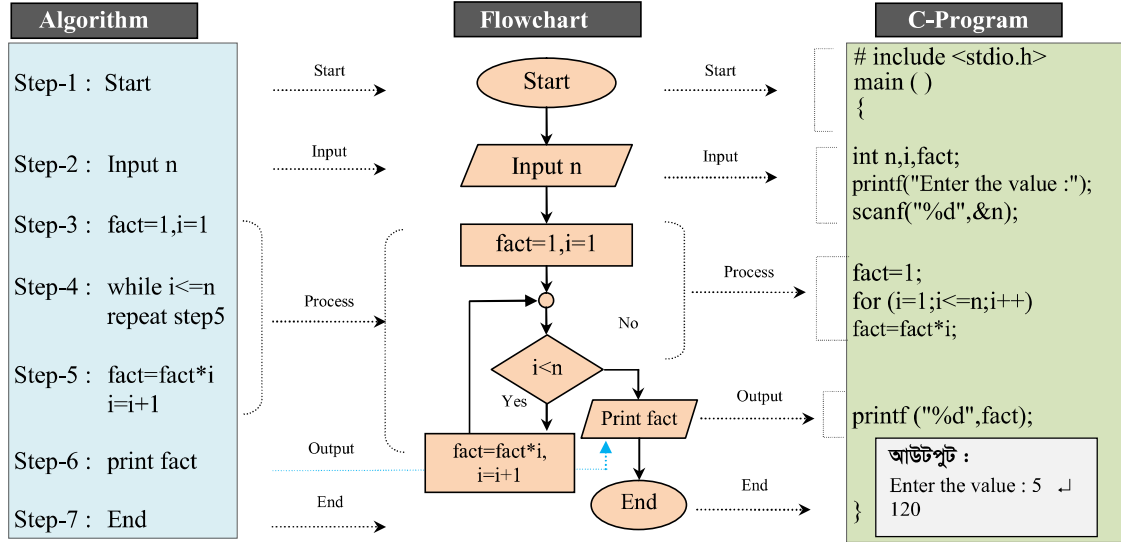 Algorithm
Step-1 : Start
Step-2 : Input n
Step-3 : fact=1,i=1
Step-4 : while i<=n
repeat step5
Step-5 : fact=fact*i
i=i+1
Step-6 : print fact
Step-7 : End
Start
Input
Process
Output
End
Flowchart
Start
Input n
fact=1,i=1
No
i<n
Yes
Print fact
fact=fact*i,
i=i+1
End
Start
Input
Process
Output
End
C-Program
# include <stdio.h>
main ( )
{
int n,i,fact;
printf("Enter the value :");
scanf("%d",&n);
fact=1;
for (i=1;i<=n;i++)
fact=fact*i;
printf ("%d",fact);
আউটপুট :
Enter the value : 5 ↲
120
}